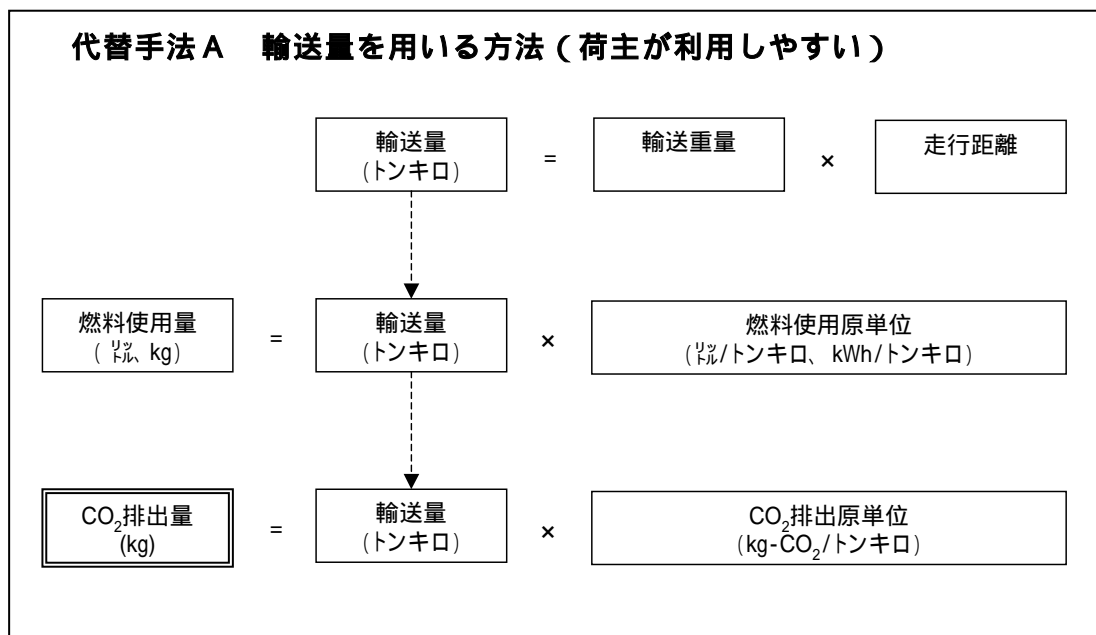 代替手法A　輸送量を用いる方法(荷主が利用しやすい)
輸送量 = 輸送重量 × 走行距離
(トンキロ)
燃料使用量 = 輸送量 × 燃料使用原単位
(リットル、kg) (トンキロ) (リットル/トンキロ、kWh/トンキロ)
CO₂排出量 = 輸送量 × CO₂排出原単位
(kg) (トンキロ) (kg-CO₂/トンキロ)